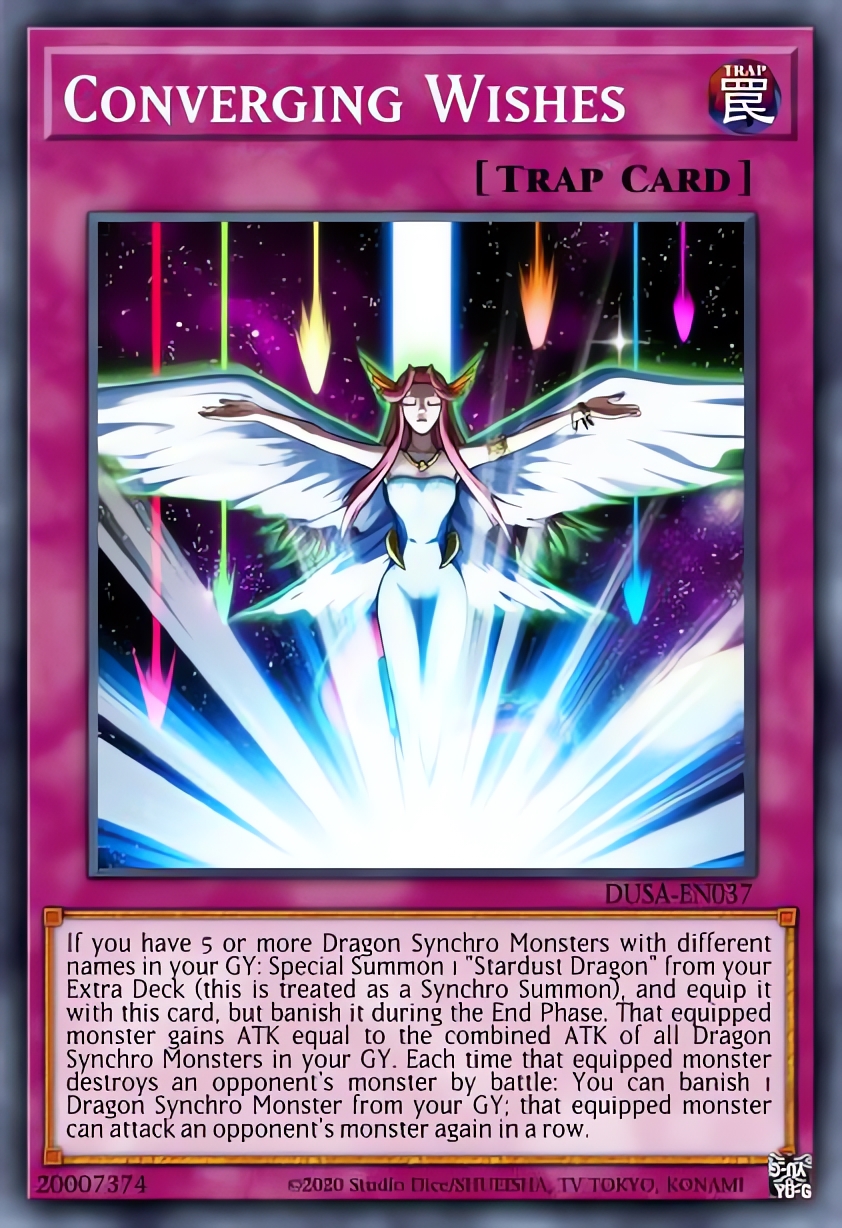 Converging Wishes
TRAP
罠
[Trap Card]
DUSA-EN037
If you have 5 or more Dragon Synchro Monsters with different
names in your GY: Special Summon 1 "Stardust Dragon" from your
Extra Deck (this is treated as a Synchro Summon), and equip it
with this card, but banish it during the End Phase. That equipped
monster gains ATK equal to the combined ATK of all Dragon
Synchro Monsters in your GY. Each time that equipped monster
destroys an opponent's monster by battle: You can banish 1
Dragon Synchro Monster from your GY; that equipped monster
can attack an opponent's monster again in a row.
20007374
©2020 Studio Dice/SHUEISHA, TV TOKYO, KONAMI